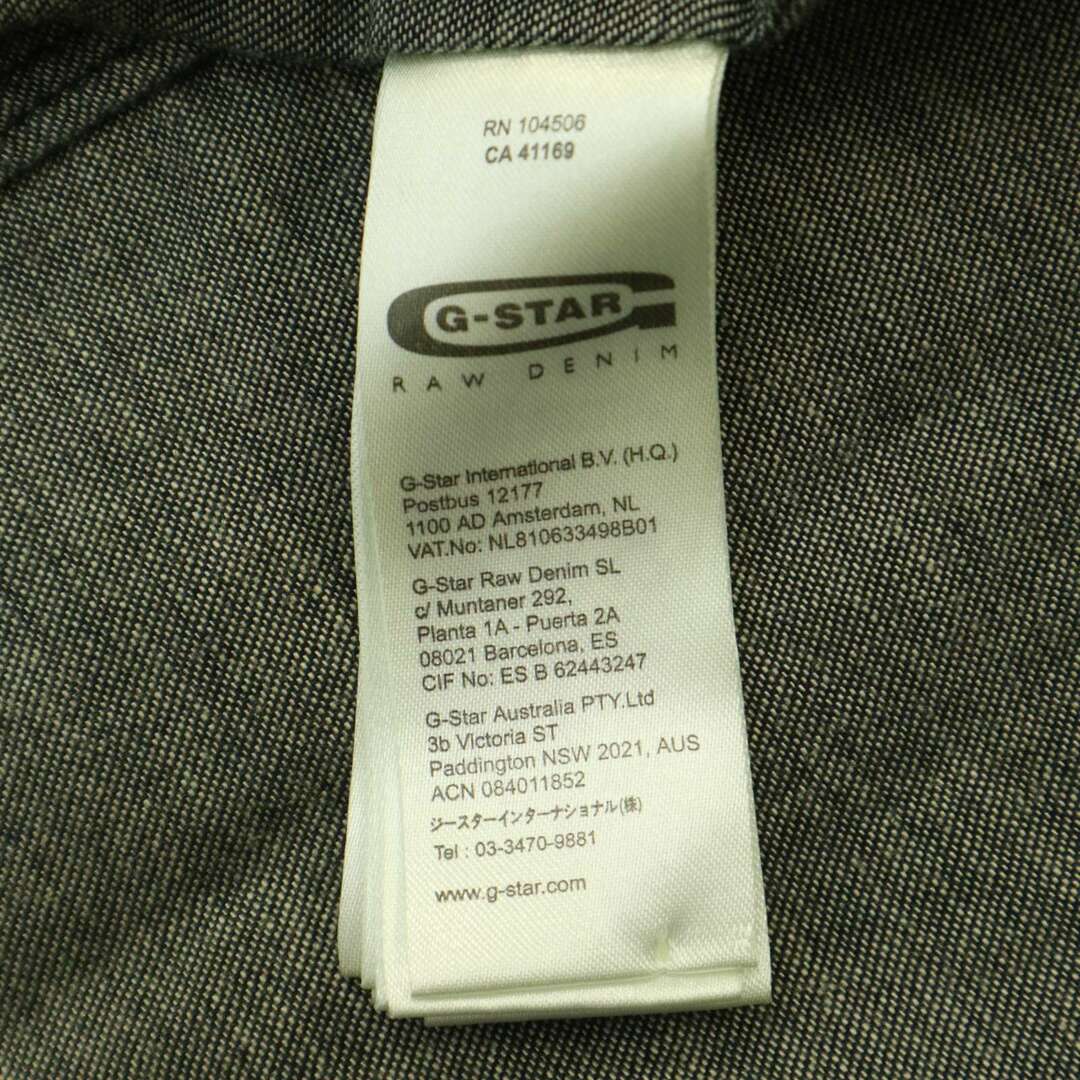 RN 104506
CA 41169
G-STAR
RAW DENIM
G-Star International B.V. (H.Q.)
Postbus 12177
1100 AD Amsterdam, NL
VAT.No: NL810633498B01
G-Star Raw Denim SL
c/ Muntaner 292,
Planta 1A - Puerta 2A
08021 Barcelona, ES
CIF No: ES B 62443247
G-Star Australia PTY.Ltd
3b Victoria ST
Paddington NSW 2021, AUS
ACN 084011852
ジースターインターナショナル(株)
Tel : 03-3470-9881
www.g-star.com